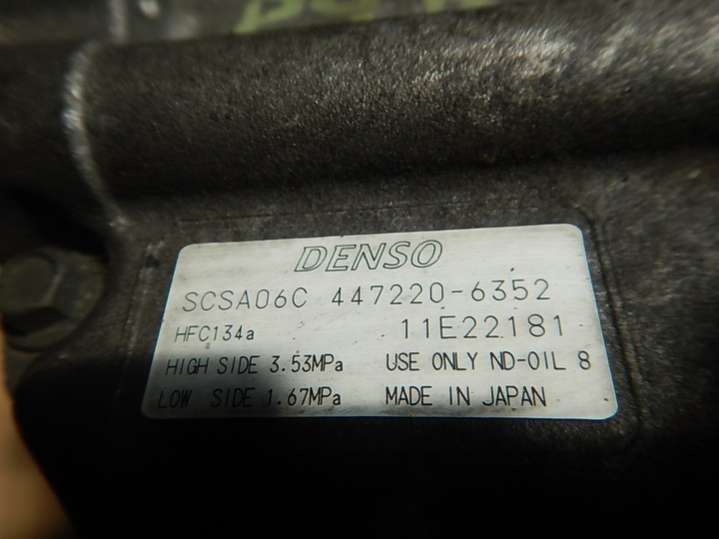 DENSO
SCSA06C 447220-6352
HFC134a 11E22181
HIGH SIDE 3.53MPa USE ONLY ND-OIL 8
LOW SIDE 1.67MPa MADE IN JAPAN